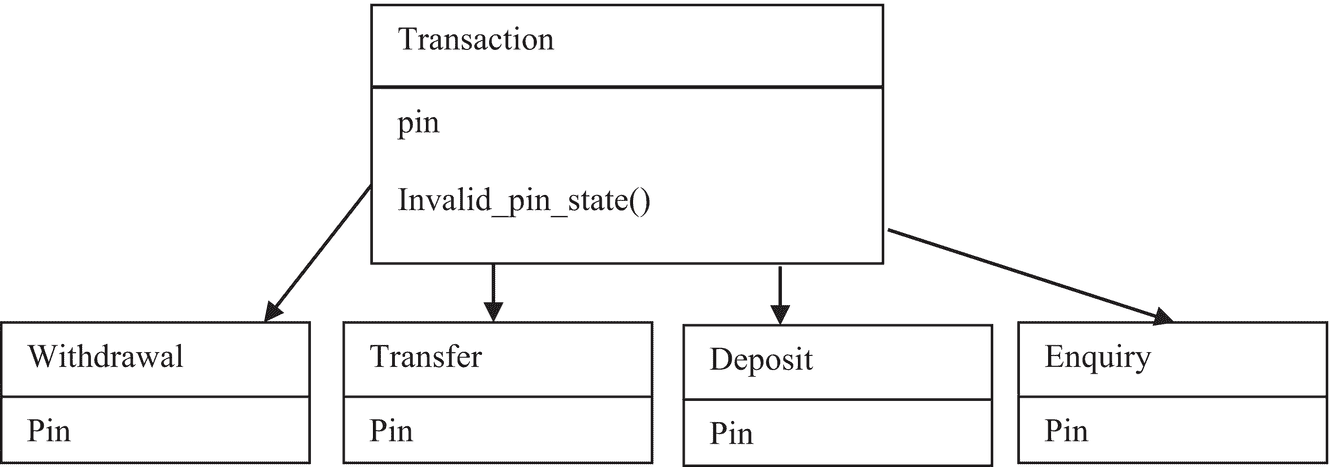 Transaction
pin
Invalid_pin_state()
Withdrawal
Pin
Transfer
Pin
Deposit
Pin
Enquiry
Pin